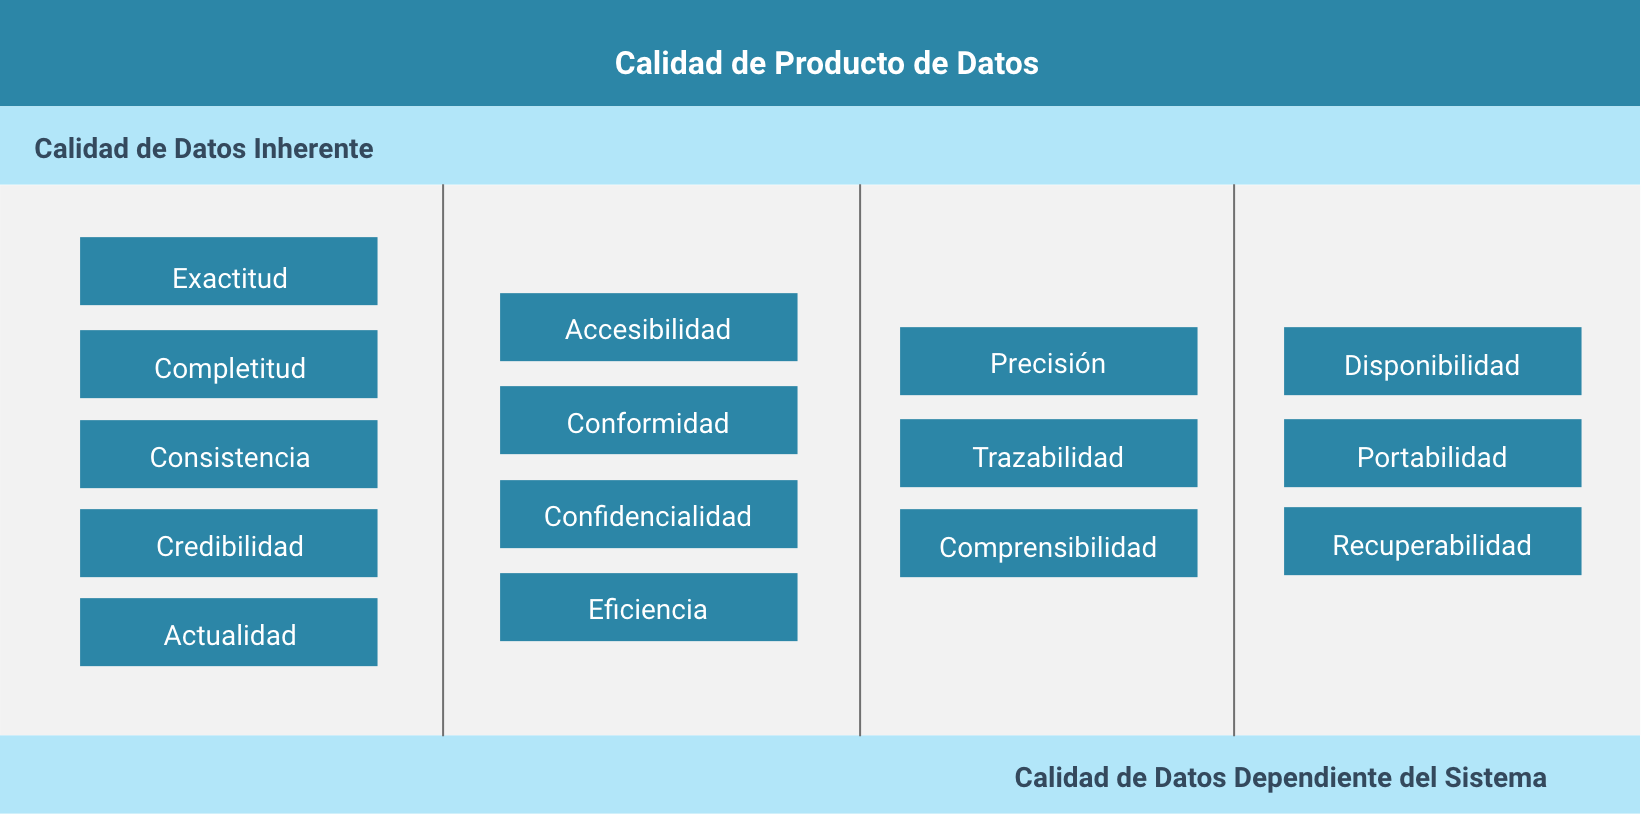 Calidad de Producto de Datos
Calidad de Datos Inherente
Exactitud
Completitud
Consistencia
Credibilidad
Actualidad
Accesibilidad
Conformidad
Confidencialidad
Eficiencia
Precisión
Trazabilidad
Comprensibilidad
Disponibilidad
Portabilidad
Recuperabilidad
Calidad de Datos Dependiente del Sistema